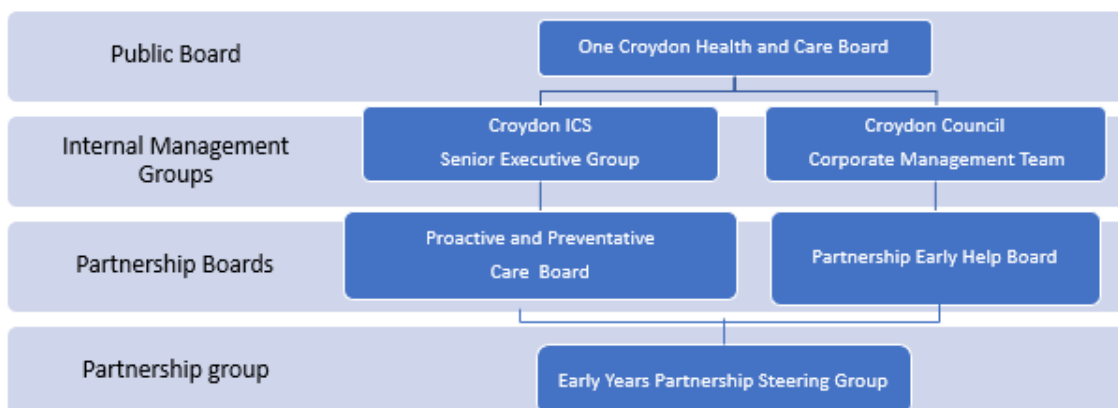 Public Board
One Croydon Health and Care Board
Internal Management
Groups
Croydon ICS
Senior Executive Group
Croydon Council
Corporate Management Team
Partnership Boards
Proactive and Preventative
Care Board
Partnership Early Help Board
Partnership group
Early Years Partnership Steering Group